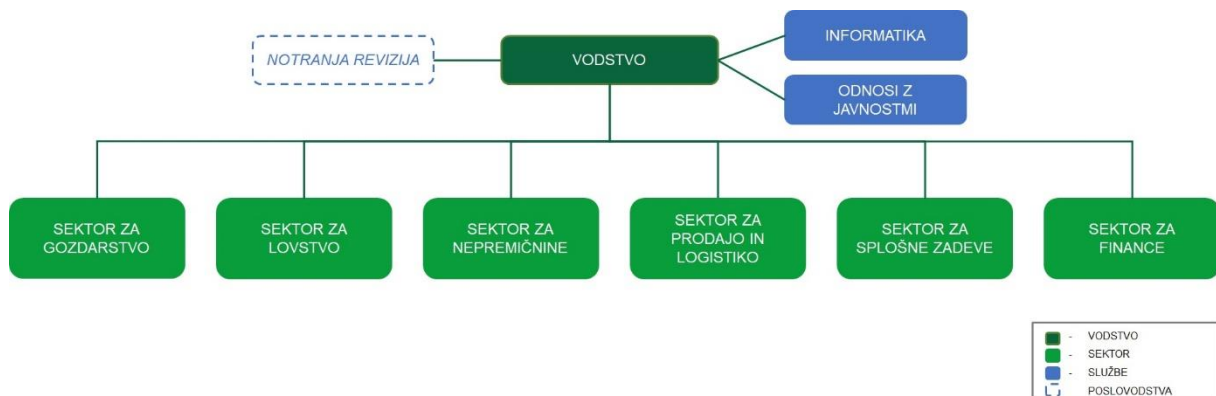 INFORMATIKA
NOTRANJA REVIZIJA
VODSTVO
ODNOSI Z
JAVNOSTMI
SEKTOR ZA
GOZDARSTVO
SEKTOR ZA
LOVSTVO
SEKTOR ZA
NEPREMIČNINE
SEKTOR ZA
PRODAJO IN
LOGISTIKO
SEKTOR ZA
SPLOŠNE ZADEVE
SEKTOR ZA
FINANCE
- VODSTVO
- SEKTOR
- SLUŽBE
POSLOVODSTVA